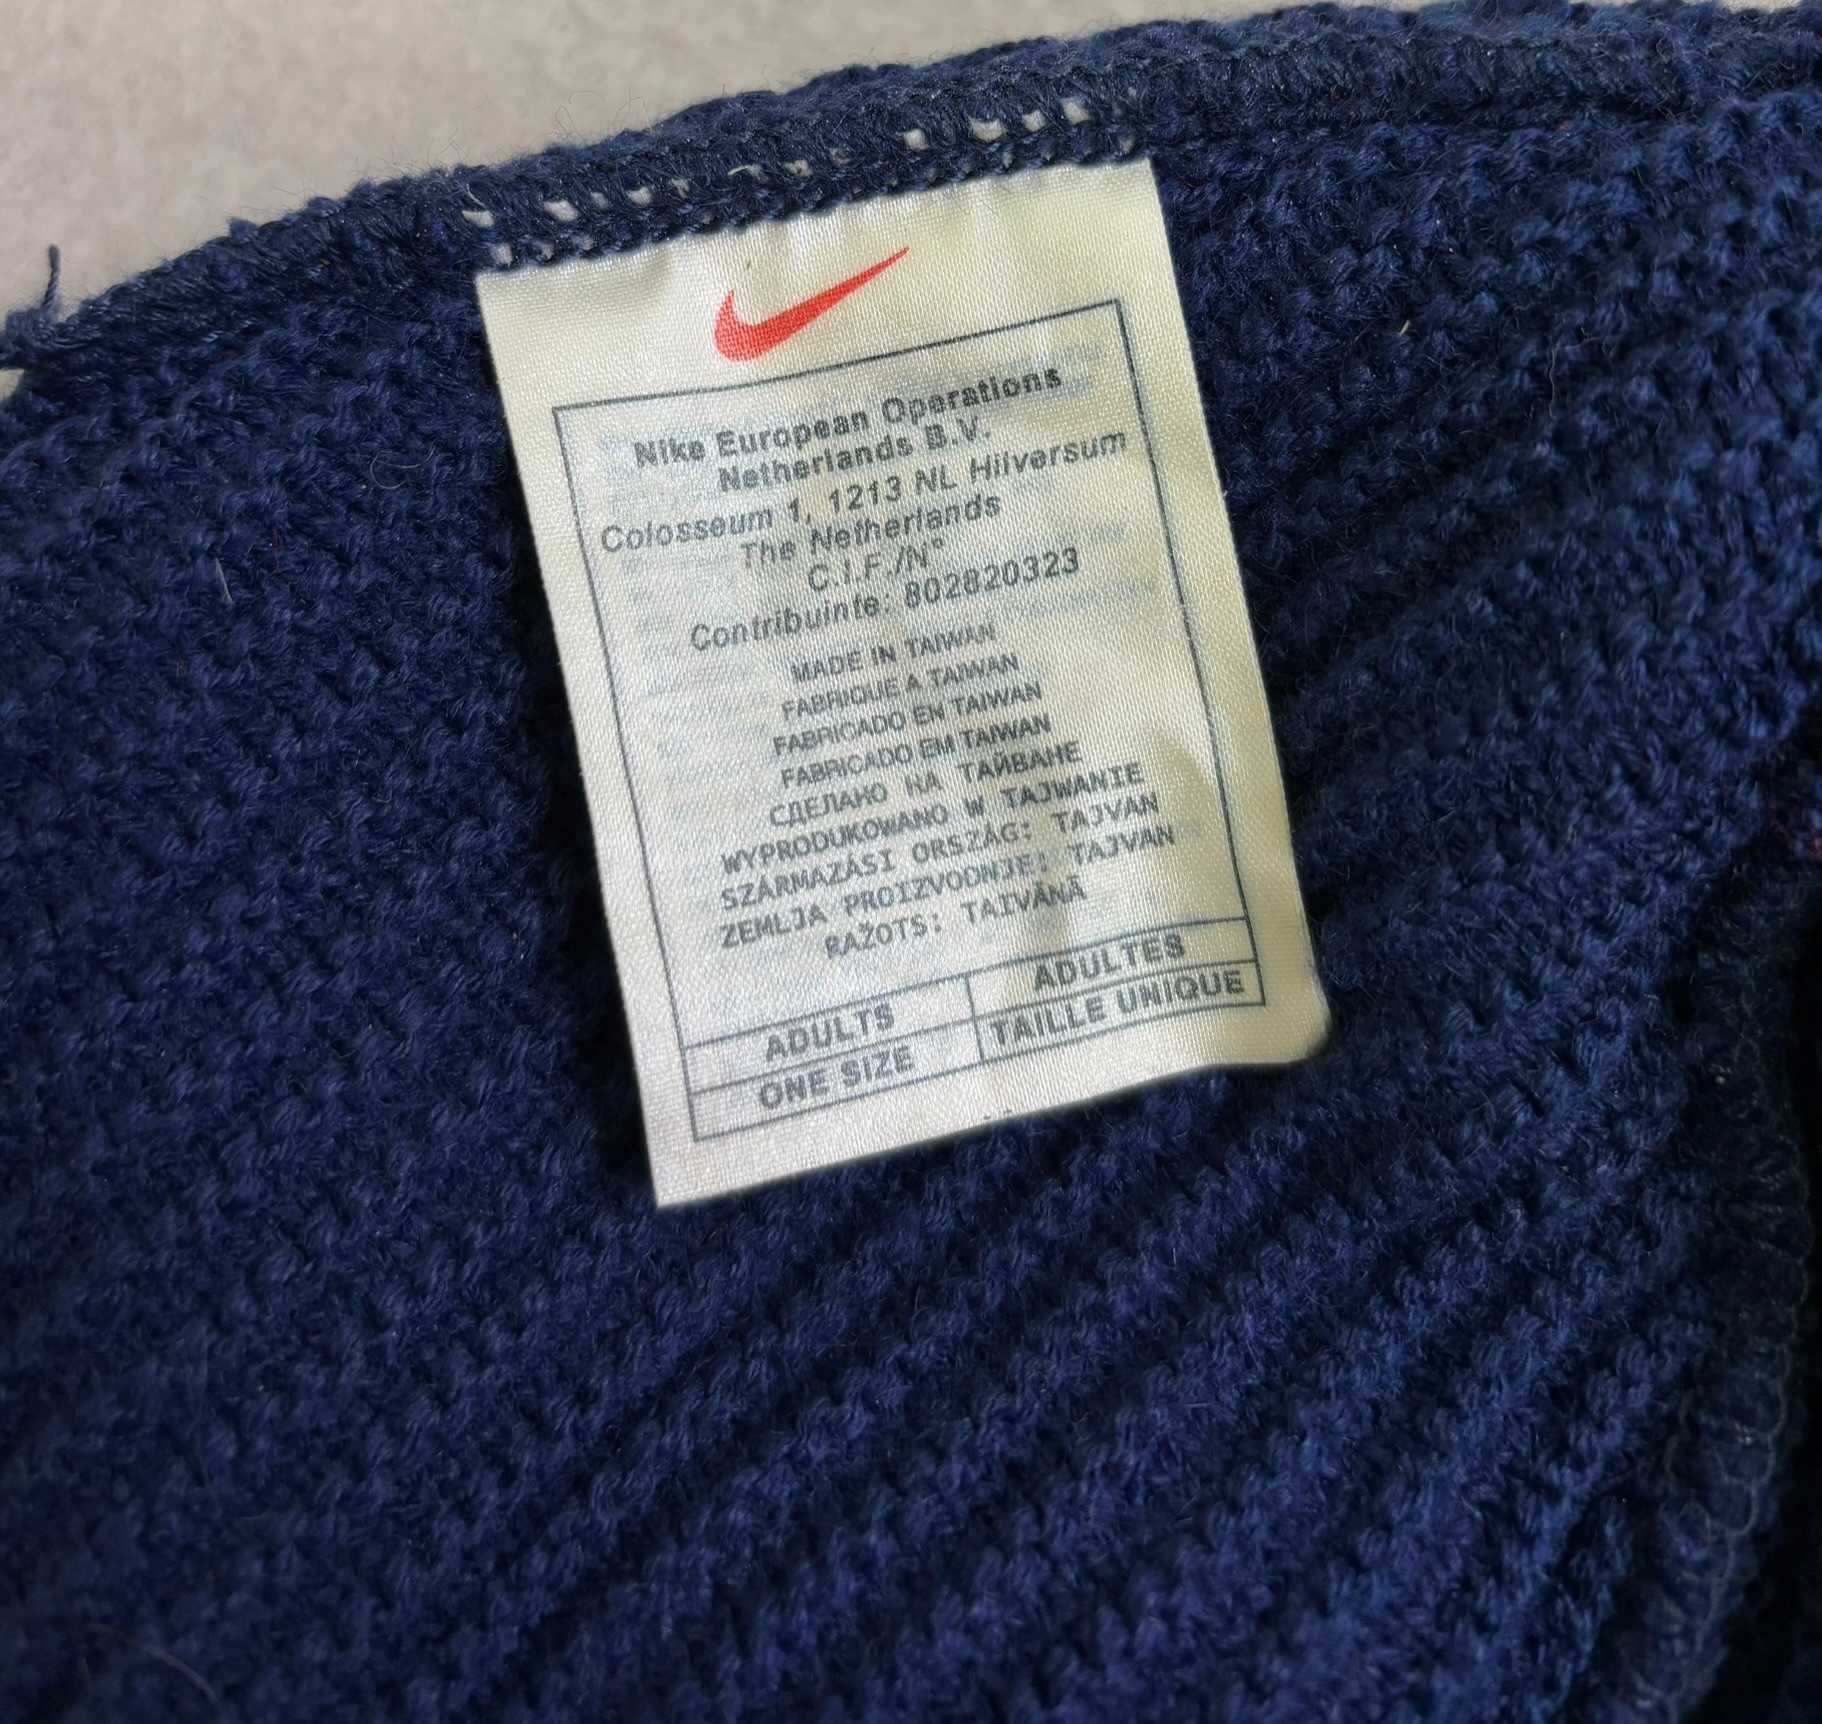 Nike European Operations
Netherlands B.V.
Colosseum 1, 1213 NL Hilversum
The Netherlands
C.I.F./N°
Contribuinte: 802820323
MADE IN TAIWAN
FABRIQUE A TAIWAN
FABRICADO EN TAIWAN
FABRICADO EM TAIWAN
СДЕЛАНО НА ТАЙВАНЕ
WYPRODUKOWANO W TAJWANIE
SZÁRMAZÁSI ORSZÁG: TAJVAN
ZEMLJA PROIZVODNJE: TAJVAN
RAŽOTS: TAIVĀNĀ
ADULTS ADULTES
ONE SIZE TAILLE UNIQUE